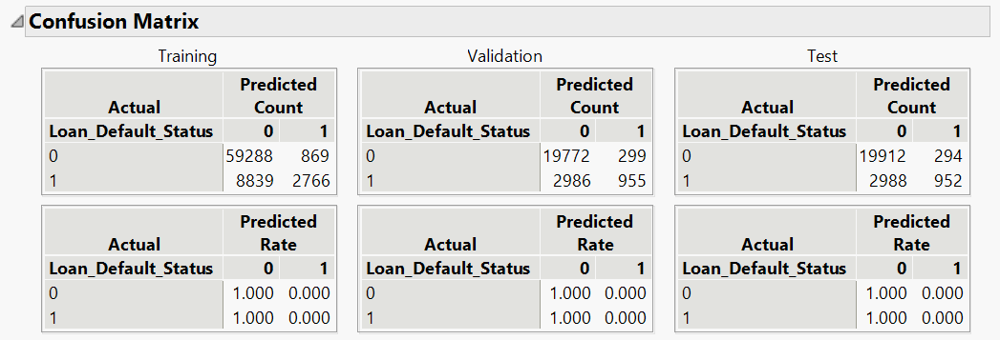 Confusion Matrix
Training Validation Test
Predicted Predicted Predicted
Actual Count Actual Count Actual Count
Loan_Default_Status 0 1 Loan_Default_Status 0 1 Loan_Default_Status 0 1
0 59288 869 0 19772 299 0 19912 294
1 8839 2766 1 2986 955 1 2988 952
Predicted Predicted Predicted
Actual Rate Actual Rate Actual Rate
Loan_Default_Status 0 1 Loan_Default_Status 0 1 Loan_Default_Status 0 1
0 1.000 0.000 0 1.000 0.000 0 1.000 0.000
1 1.000 0.000 1 1.000 0.000 1 1.000 0.000